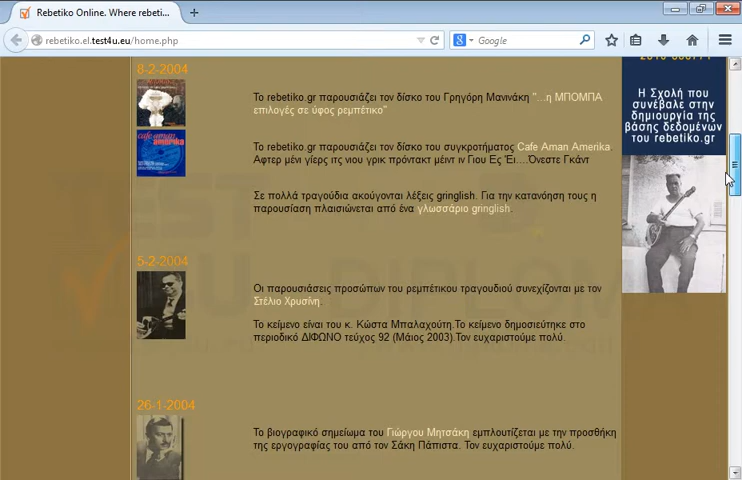 Rebetiko Online. Where rebeti...
rebetiko.el.test4u.eu/home.php
Google
8-2-2004
Το rebetiko.gr παρουσιάζει τον δίσκο του Γρηγόρη Μανινάκη "...η ΜΠΟΜΠΑ
επιλογές σε ύφος ρεμπέτικο"
Το rebetiko.gr παρουσιάζει τον δίσκο του συγκροτήματος Cafe Aman Amerika.
Αφτερ μένι γίερς ιτς νιου γρικ πρόντακτ μέιντ ιν Γιου Ες Έι....Όνεστε Γκάντ
Σε πολλά τραγούδια ακούγονται λέξεις gringlish. Για την κατανόηση τους η
παρουσίαση πλαισιώνεται από ένα γλωσσάριο gringlish.
5-2-2004
Οι παρουσιάσεις προσώπων του ρεμπέτικου τραγουδιού συνεχίζονται με τον
Στέλιο Χρυσίνη.
Το κείμενο είναι του κ. Κώστα Μπαλαχούτη.Το κείμενο δημοσιεύτηκε στο
περιοδικό ΔΙΦΩΝΟ τεύχος 92 (Μάιος 2003).Τον ευχαριστούμε πολύ.
26-1-2004
Το βιογραφικό σημείωμα του Γιώργου Μητσάκη εμπλουτίζεται με την προσθήκη
της εργογραφίας του από τον Σάκη Πάπιστα. Τον ευχαριστούμε πολύ.
Η Σχολή που
συνέβαλε στην
δημιουργία της
βάσης δεδομένων
του rebetiko.gr